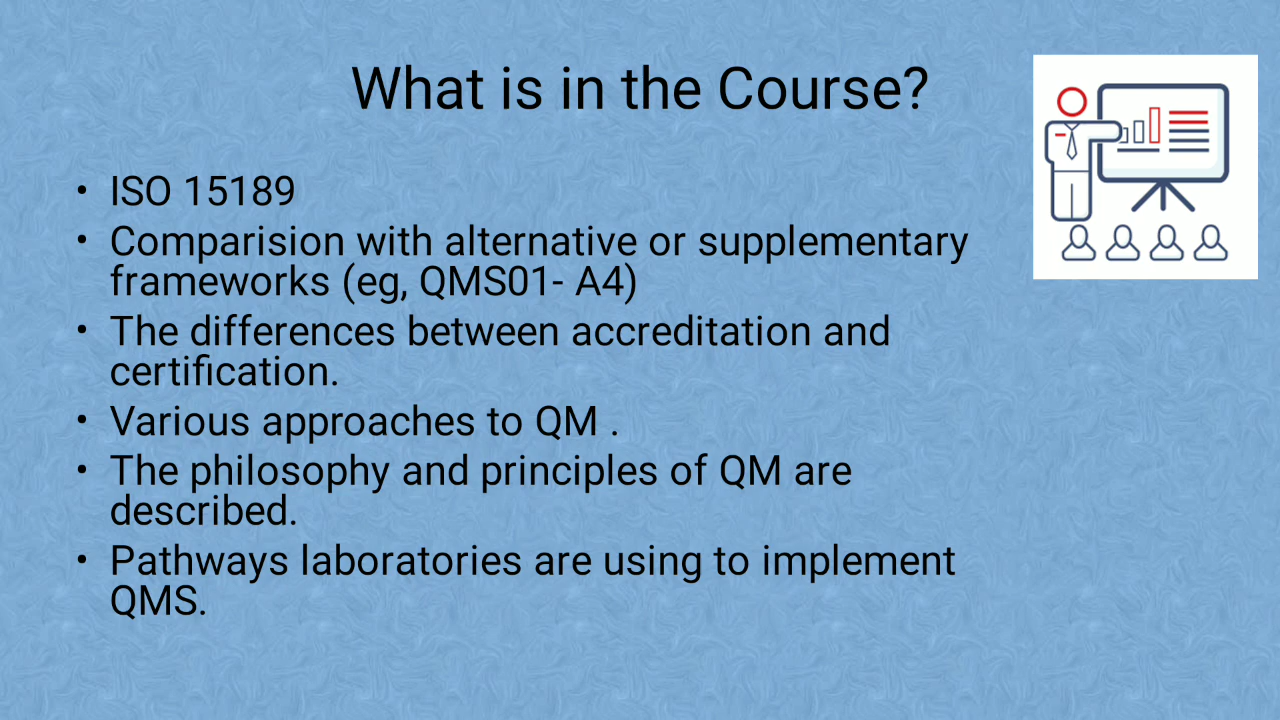 What is in the Course?
• ISO 15189
• Comparision with alternative or supplementary
frameworks (eg, QMS01- A4)
• The differences between accreditation and
certification.
• Various approaches to QM .
• The philosophy and principles of QM are
described.
• Pathways laboratories are using to implement
QMS.